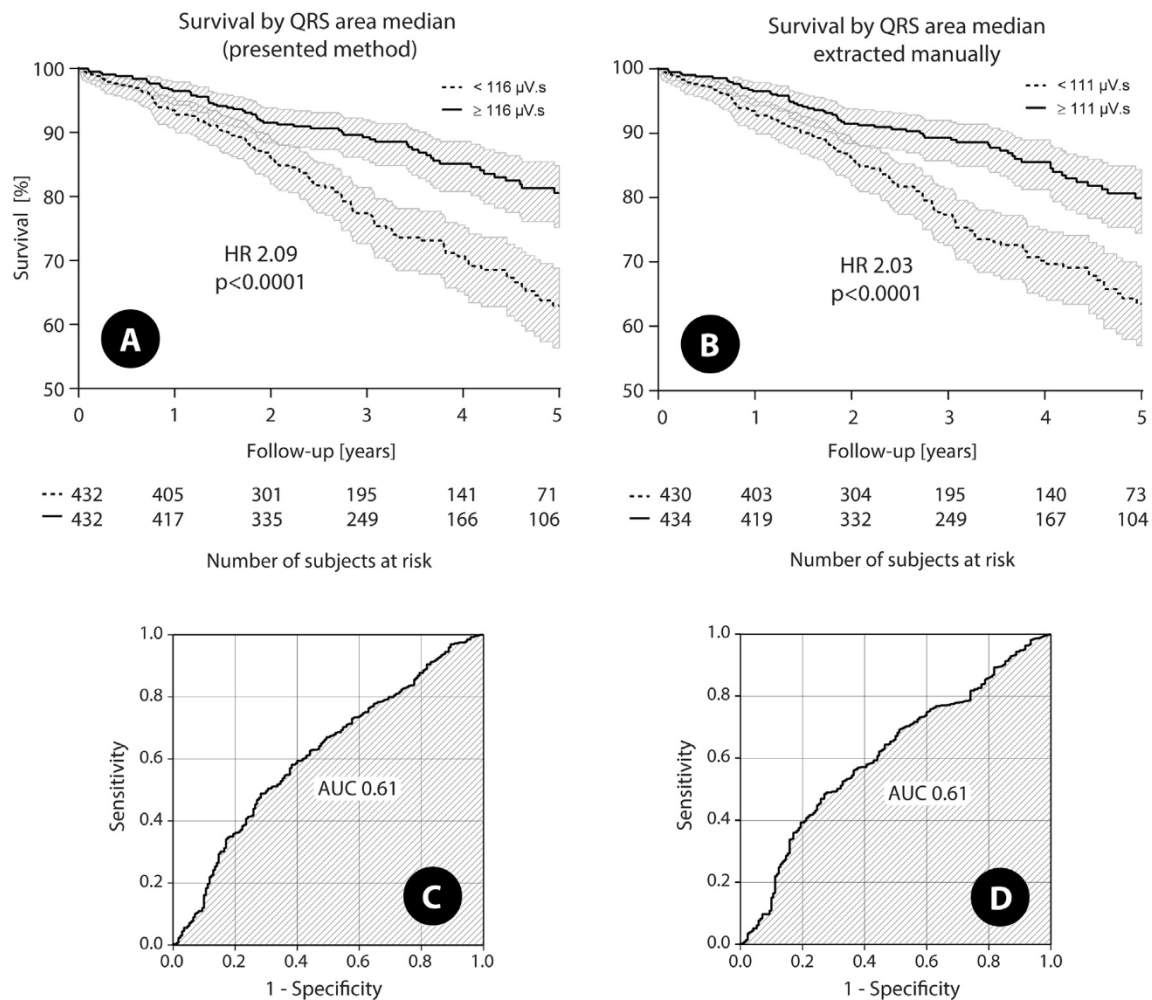 Survival by QRS area median
(presented method)
< 116 μV.s
≥ 116 μV.s
100
90
80
70
60
50
Survival [%]
HR 2.09
p<0.0001
A
0 1 2 3 4 5
Follow-up [years]
432 405 301 195 141 71
432 417 335 249 166 106
Number of subjects at risk
Survival by QRS area median
extracted manually
< 111 μV.s
≥ 111 μV.s
100
90
80
70
60
50
HR 2.03
p<0.0001
B
0 1 2 3 4 5
Follow-up [years]
430 403 304 195 140 73
434 419 332 249 167 104
Number of subjects at risk
1.0
0.8
0.6
0.4
0.2
0.0
Sensitivity
AUC 0.61
C
0.0 0.2 0.4 0.6 0.8 1.0
1 - Specificity
1.0
0.8
0.6
0.4
0.2
0.0
Sensitivity
AUC 0.61
D
0.0 0.2 0.4 0.6 0.8 1.0
1 - Specificity